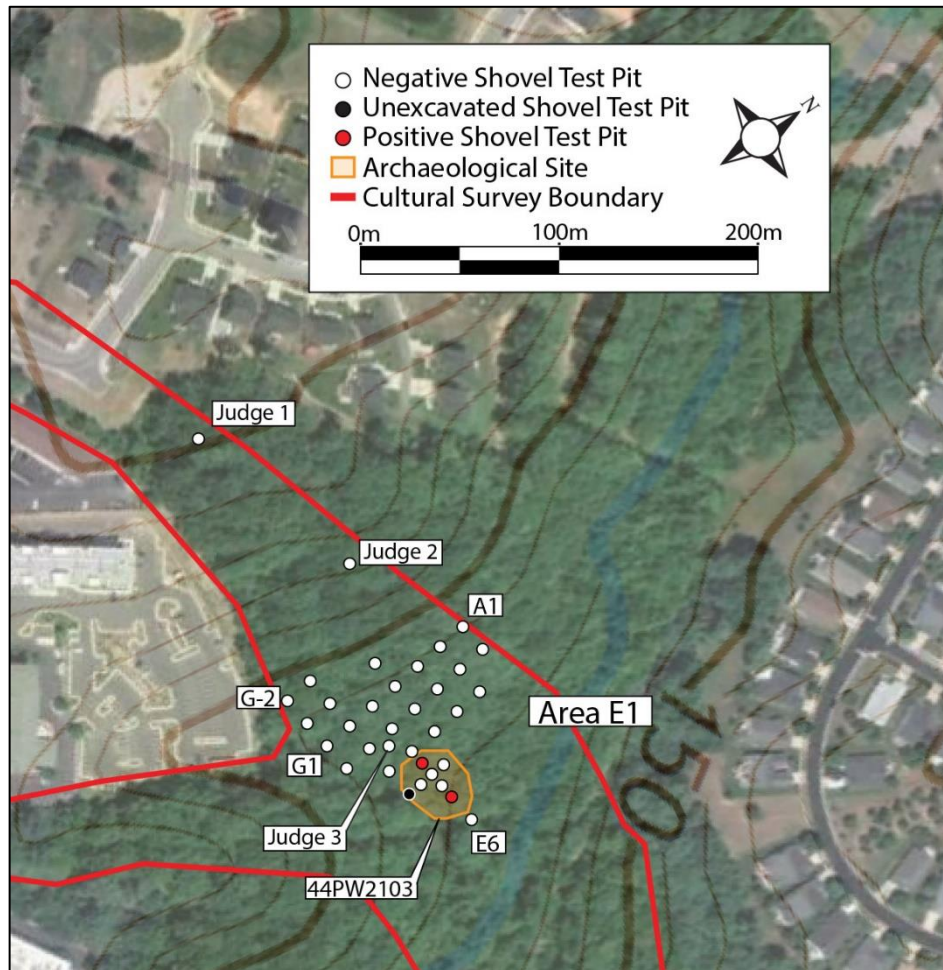 Negative Shovel Test Pit
Unexcavated Shovel Test Pit
Positive Shovel Test Pit
Archaeological Site
Cultural Survey Boundary
N
0m 100m 200m
Judge 1
Judge 2
A1
G-2
Area E1
150
G1
Judge 3
E6
44PW2103